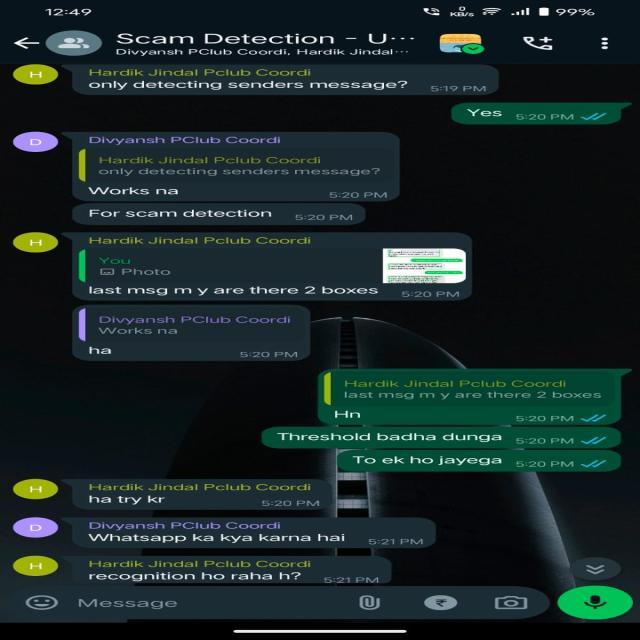 12:49
0 KB/s
99%
Scam Detection - U...
Divyansh PClub Coordi, Hardik Jindal...
H
Hardik Jindal Pclub Coordi
only detecting senders message? 5:19 PM
Yes 5:20 PM
D
Divyansh PClub Coordi
Hardik Jindal Pclub Coordi
only detecting senders message?
Works na 5:20 PM
For scam detection 5:20 PM
H
Hardik Jindal Pclub Coordi
You
Photo
last msg m y are there 2 boxes 5:20 PM
Divyansh PClub Coordi
Works na
ha 5:20 PM
Hardik Jindal Pclub Coordi
last msg m y are there 2 boxes
Hn 5:20 PM
Threshold badha dunga 5:20 PM
To ek ho jayega 5:20 PM
H
Hardik Jindal Pclub Coordi
ha try kr 5:20 PM
D
Divyansh PClub Coordi
Whatsapp ka kya karna hai 5:21 PM
H
Hardik Jindal Pclub Coordi
recognition ho raha h? 5:21 PM
Message
₹